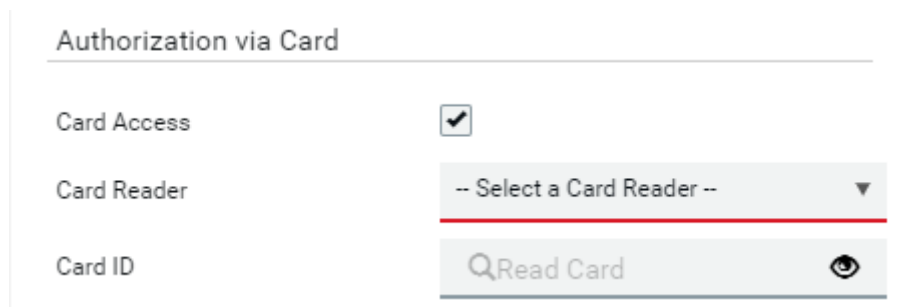 Authorization via Card
Card Access
Card Reader -- Select a Card Reader --
Card ID Read Card